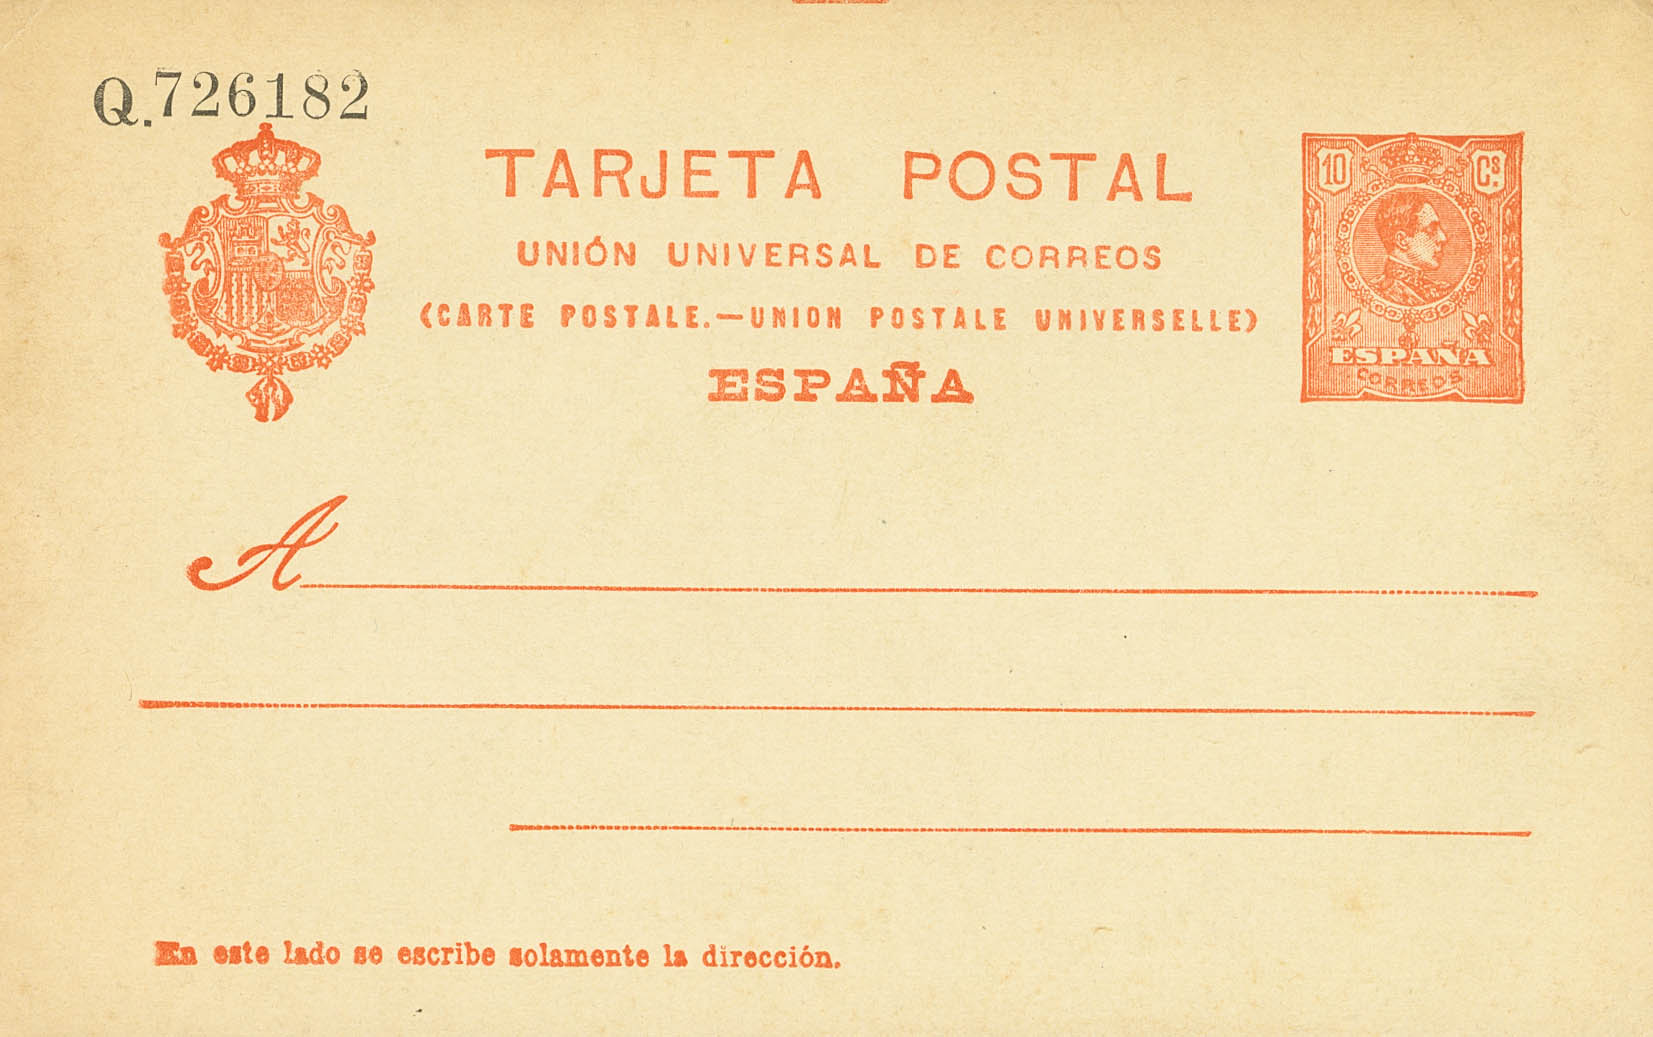 Q.726182
TARJETA POSTAL
10 Cs.
UNIÓN UNIVERSAL DE CORREOS
(CARTE POSTALE.—UNION POSTALE UNIVERSELLE)
ESPAÑA
ESPAÑA
CORREOS
A
En este lado se escribe solamente la dirección.